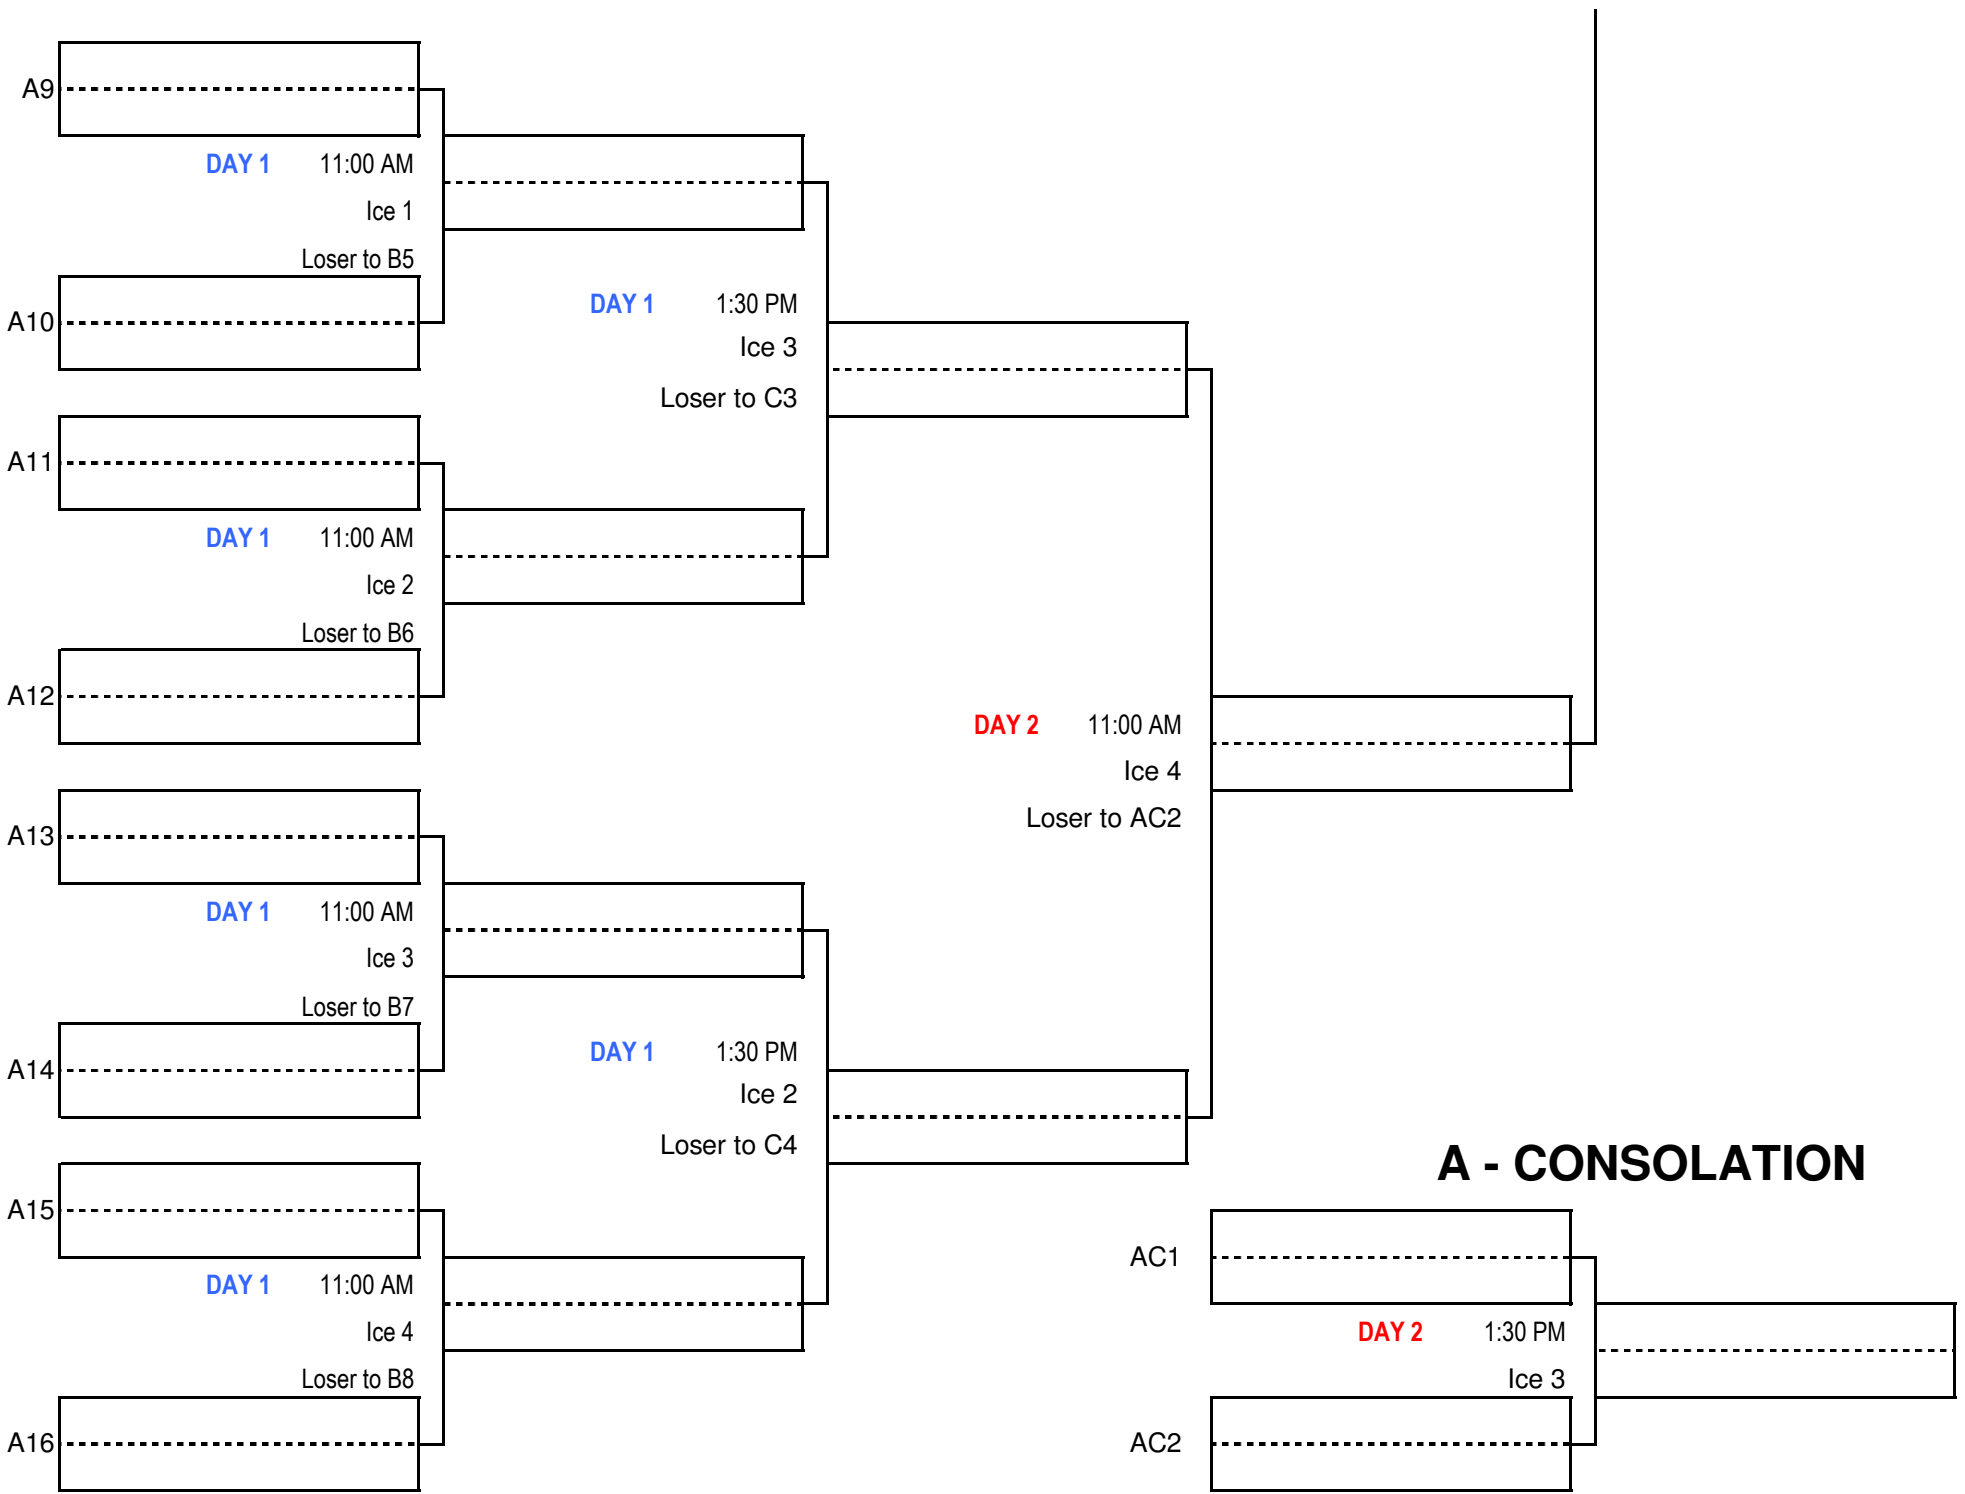 A9
DAY 1 11:00 AM
Ice 1
Loser to B5
A10
DAY 1 1:30 PM
Ice 3
Loser to C3
A11
DAY 1 11:00 AM
Ice 2
Loser to B6
A12
DAY 2 11:00 AM
Ice 4
Loser to AC2
A13
DAY 1 11:00 AM
Ice 3
Loser to B7
A14
DAY 1 1:30 PM
Ice 2
Loser to C4
A15
DAY 1 11:00 AM
Ice 4
Loser to B8
A16
A - CONSOLATION
AC1
DAY 2 1:30 PM
Ice 3
AC2